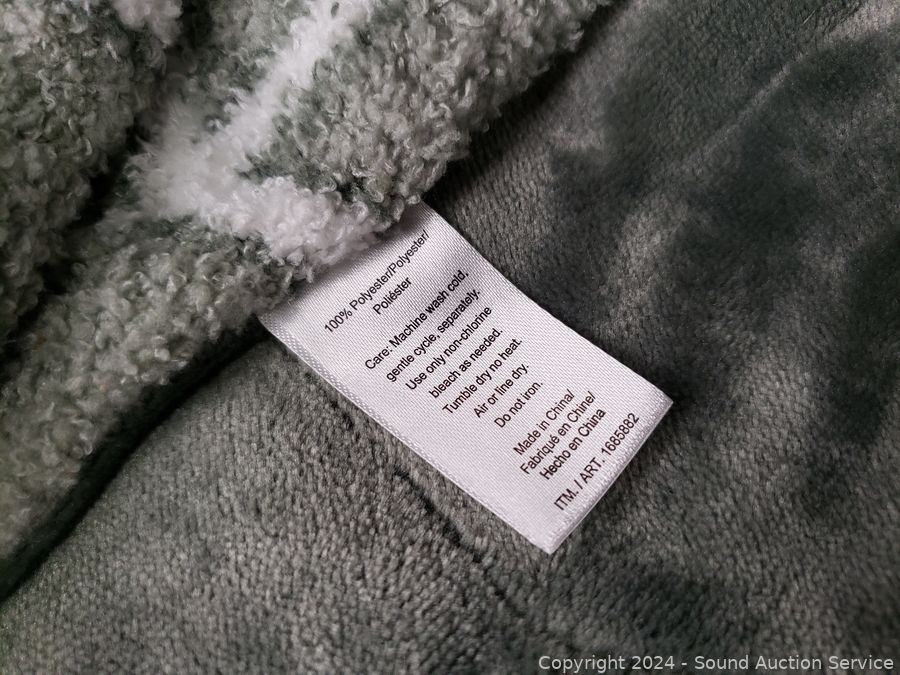 100% Polyester/Polyester/
Poliéster
Care: Machine wash cold.
gentle cycle, separately.
Use only non-chlorine
bleach as needed.
Tumble dry no heat.
Air or line dry.
Do not iron.
Made in China/
Fabriqué en Chine/
Hecho en China
ITM. / ART. 1685882
Copyright © 2024 - Sound Auction Service